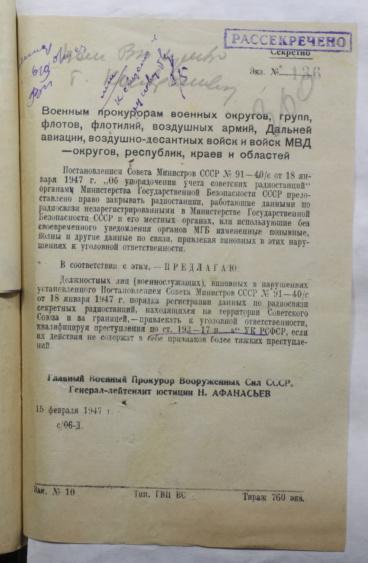 РАССЕКРЕЧЕНО
Секретно
Экз. № 136
Военным прокурорам военных округов, групп,
флотов, флотилий, воздушных армий, Дальней
авиации, воздушно-десантных войск и войск МВД
—округов, республик, краев и областей
Постановлением Совета Министров СССР № 91—40/с от 18 ян-
варя 1947 г. „Об упорядочении учета советских радиостанций"
органам Министерства Государственной Безопасности СССР предо-
ставлено право закрывать радиостанции, работающие данными по
радиосвязи незарегистрированными в Министерстве Государственной
Безопасности СССР и его местных органах, или использующие без
своевременного уведомления органов МГБ измененные позывные,
волны и другие данные по связи, привлекая виновных в этих нару-
шениях к уголовной ответственности.
В соответствии с этим,—ПРЕДЛАГАЮ
Должностных лиц (военнослужащих), виновных в нарушениях
установленного Постановлением Совета Министров СССР № 91—40/с
от 18 января 1947 г. порядка регистрации данных по радиосвязи
секретных радиостанций, находящихся на территории Советского
Союза и за границей,—привлекать к уголовной ответственности,
квалифицируя преступления по ст. 193—17 п. „а" УК РСФСР, если
их действия не содержат в себе признаков более тяжких преступле-
ний.
Главный Военный Прокурор Вооруженных Сил СССР,
Генерал-лейтенант юстиции Н. АФАНАСЬЕВ
15 февраля 1947 г.
с/06-Д.
Зак. № 10 Тип. ГВП ВС Тираж 760 экз.